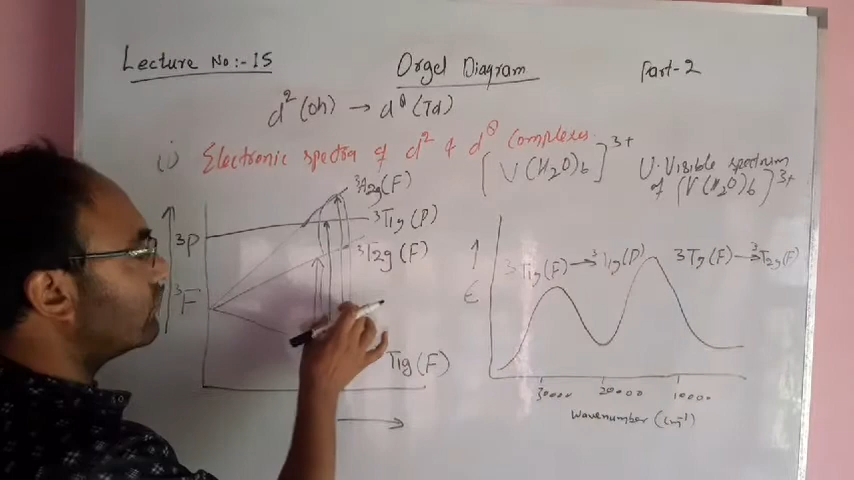 Lecture No:- 15
Orgel Diagram
Part-2
d² (Oh) → d⁸ (Td)
(i) Electronic spectra of d² & d⁸ Complexes.
[V(H₂O)₆]³⁺
U.Visible spectrum
of [V(H₂O)₆]³⁺
³A₂g(F)
³T₁g(P)
³T₂g(F)
³P
³F
T₁g(F)
↑
ε
³T₁g(F) → ³T₁g(P)
³T₁g(F) → ³T₂g(F)
30000 20000 10000
Wavenumber (cm⁻¹)